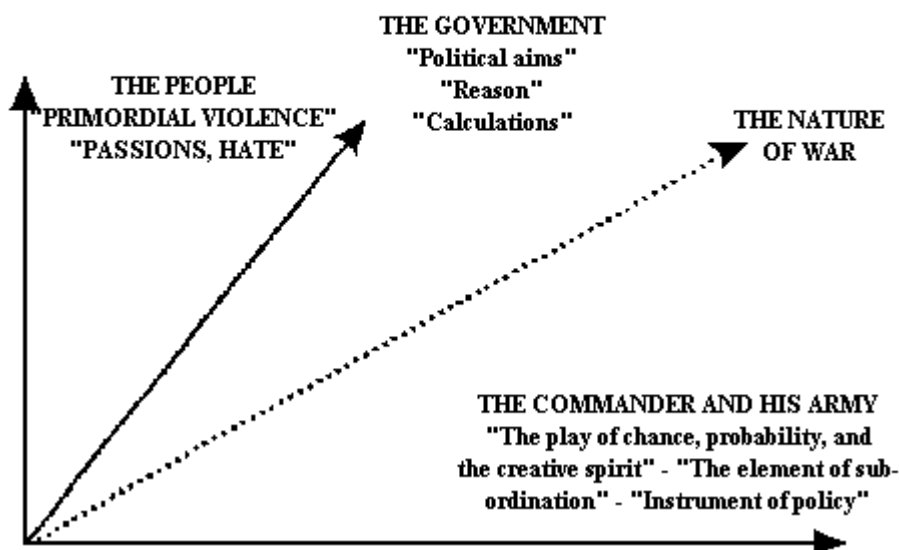 THE GOVERNMENT
"Political aims"
"Reason"
"Calculations"
THE PEOPLE
"PRIMORDIAL VIOLENCE"
"PASSIONS, HATE"
THE NATURE
OF WAR
THE COMMANDER AND HIS ARMY
"The play of chance, probability, and
the creative spirit" - "The element of sub-
ordination" - "Instrument of policy"